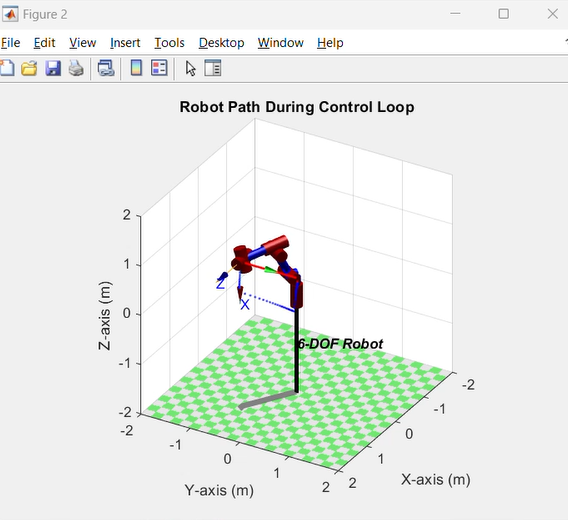 Figure 2
File Edit View Insert Tools Desktop Window Help
Robot Path During Control Loop
2
1
0
-1
-2
Z-axis (m)
Z
X
6-DOF Robot
-2
-1
0
1
2
Y-axis (m)
-2
-1
0
1
2
X-axis (m)